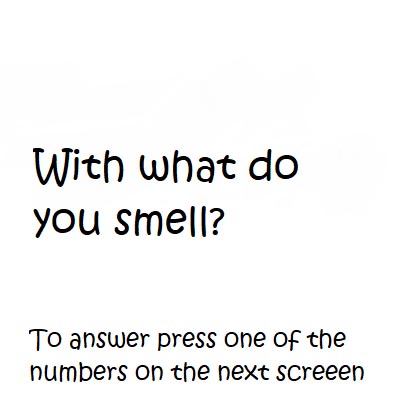 With what do
you smell?
To answer press one of the
numbers on the next screeen